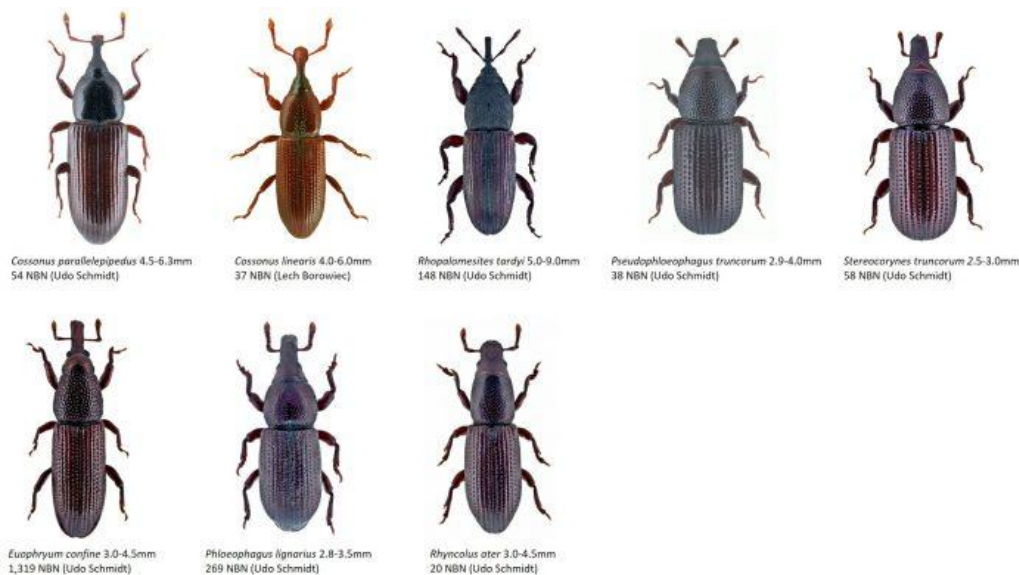 Cossonus parallelepipedus 4.5-6.3mm
54 NBN (Udo Schmidt)
Cossonus linearis 4.0-6.0mm
37 NBN (Lech Borowiec)
Rhopalomesites tardyi 5.0-9.0mm
148 NBN (Udo Schmidt)
Pseudophloeophagus truncorum 2.9-4.0mm
38 NBN (Udo Schmidt)
Stereocorynes truncorum 2.5-3.0mm
58 NBN (Udo Schmidt)
Euophryum confine 3.0-4.5mm
1,319 NBN (Udo Schmidt)
Phloeophagus lignarius 2.8-3.5mm
269 NBN (Udo Schmidt)
Rhyncolus ater 3.0-4.5mm
20 NBN (Udo Schmidt)